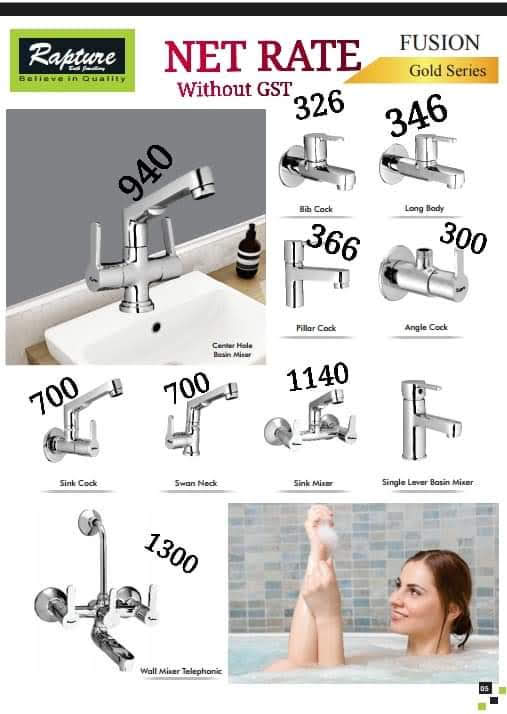 Rapture
Bath Jewellery
Believe in Quality
NET RATE
Without GST
FUSION
Gold Series
940
Center Hole
Basin Mixer
326
Bib Cock
346
Long Body
366
Pillar Cock
300
Angle Cock
700
Sink Cock
700
Swan Neck
1140
Sink Mixer
Single Lever Basin Mixer
1300
Wall Mixer Telephonic
05